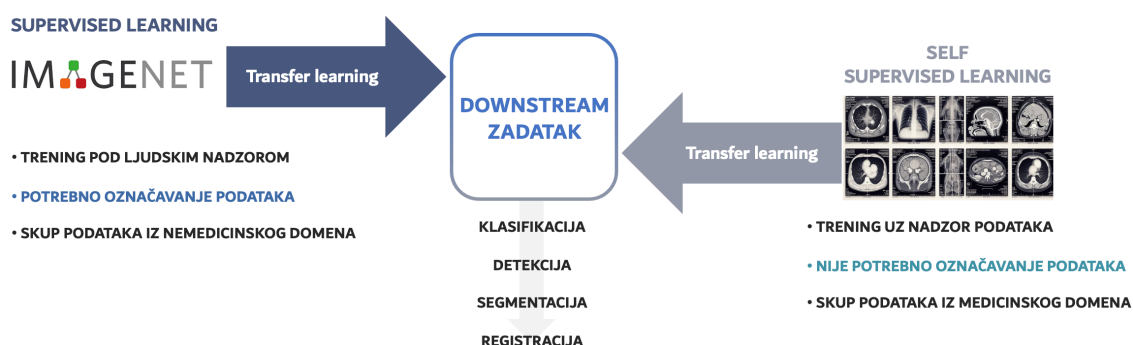 SUPERVISED LEARNING
IMAGENET
Transfer learning
• TRENING POD LJUDSKIM NADZOROM
• POTREBNO OZNAČAVANJE PODATAKA
• SKUP PODATAKA IZ NEMEDICINSKOG DOMENA
DOWNSTREAM
ZADATAK
KLASIFIKACIJA
DETEKCIJA
SEGMENTACIJA
REGISTRACIJA
SELF
SUPERVISED LEARNING
Transfer learning
• TRENING UZ NADZOR PODATAKA
• NIJE POTREBNO OZNAČAVANJE PODATAKA
• SKUP PODATAKA IZ MEDICINSKOG DOMENA